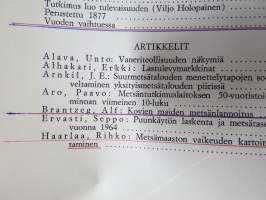 Tutkimus luo tulevaisuuden (Viljo Holopainen)
Perustettu 1877
Vuoden vaihtuessa
ARTIKKELIT
Alava, Unto: Vaneriteollisuuden näkymiä
Alhakari, Erkki: Lastulevymarkkinat
Arnkil, J.E.: Suurmetsätalouden menettelytapojen so-
veltaminen yksityismetsätalouden piirissä
Aro, Paavo: Metsäntutkimuslaitoksen 50-vuotistoi-
minnan viimeinen 10-luku
Brantzeg, Alf: Kovien maiden metsänlannoitus
Ervasti, Seppo: Puunkäytön laskenta ja metsätase
vuonna 1964
Haarlaa, Rihko: Metsämaaston vaikeuden kartoit-
taminen